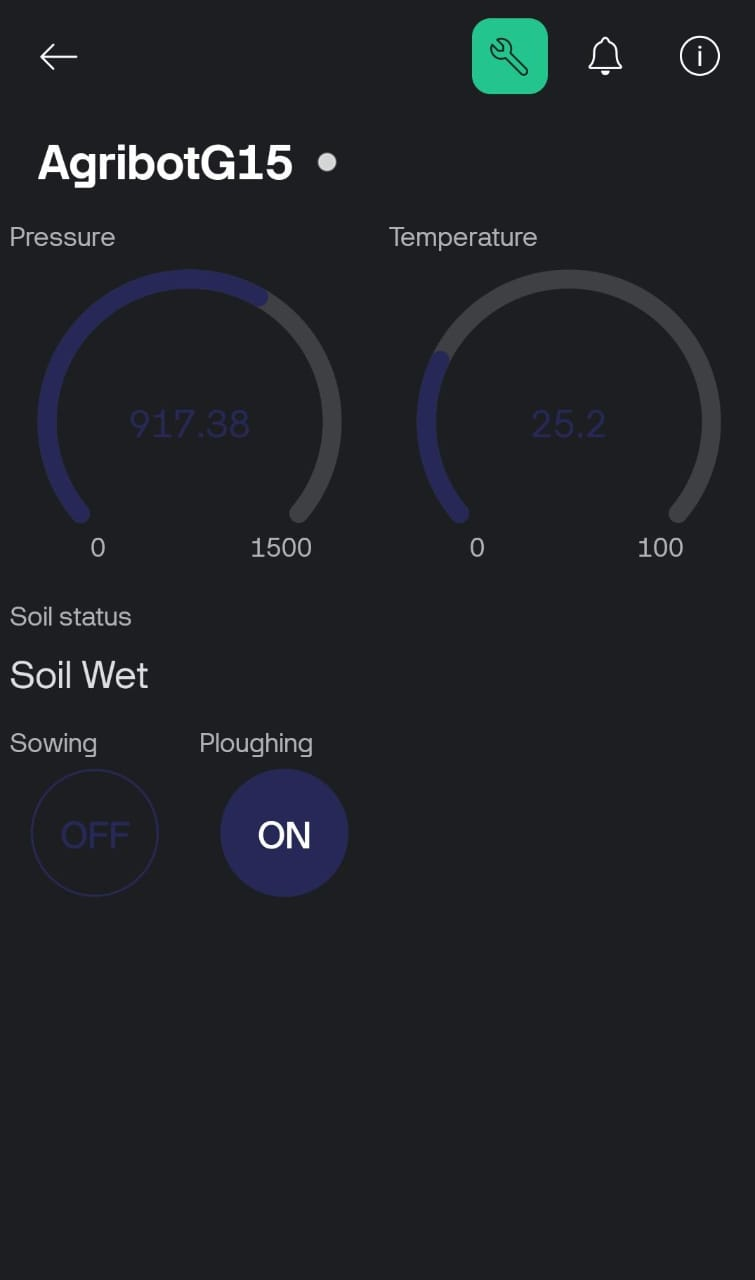 AgribotG15
Pressure Temperature
917.38 25.2
0 1500 0 100
Soil status
Soil Wet
Sowing Ploughing
OFF ON